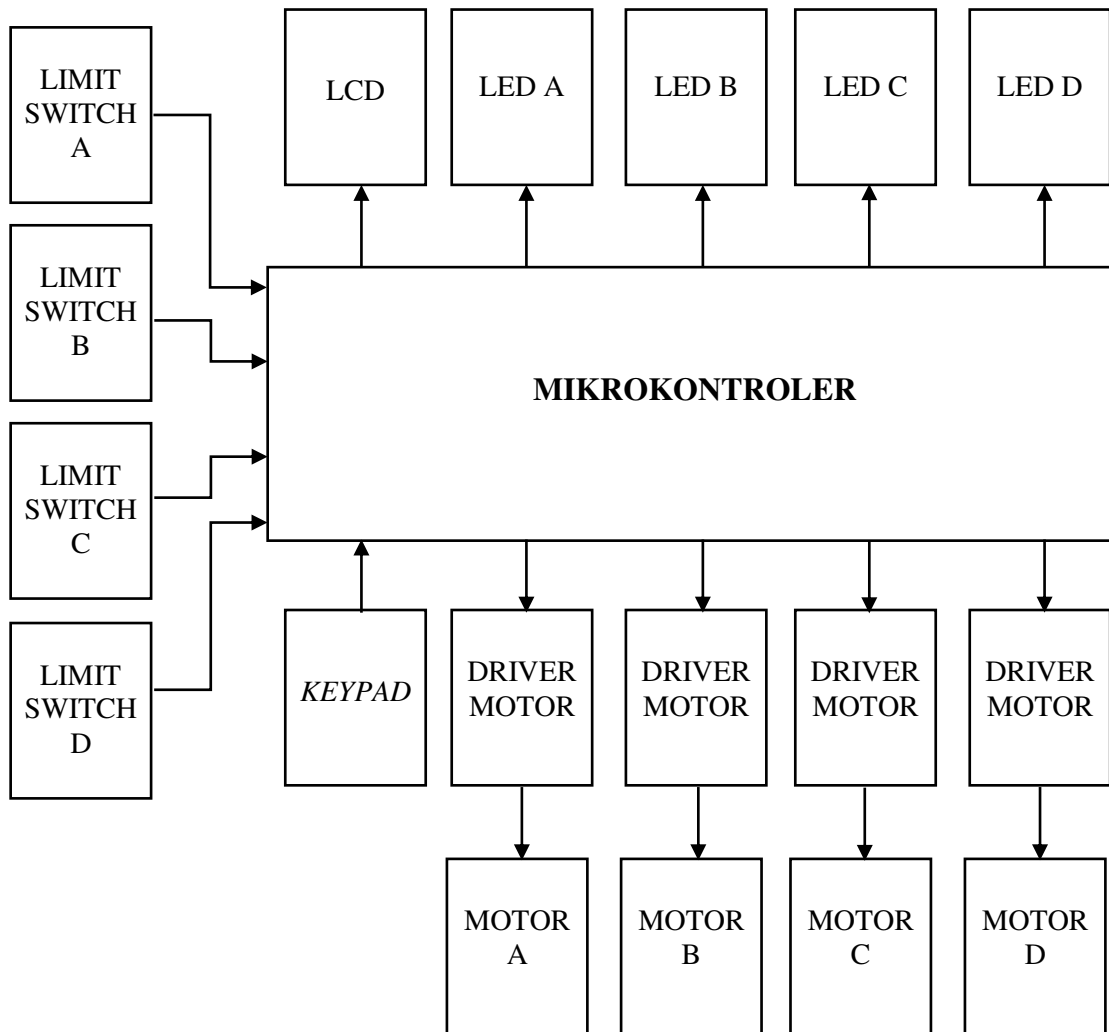 LIMIT
SWITCH
A
LCD
LED A
LED B
LED C
LED D
LIMIT
SWITCH
B
MIKROKONTROLER
LIMIT
SWITCH
C
LIMIT
SWITCH
D
KEYPAD
DRIVER
MOTOR
DRIVER
MOTOR
DRIVER
MOTOR
DRIVER
MOTOR
MOTOR
A
MOTOR
B
MOTOR
C
MOTOR
D